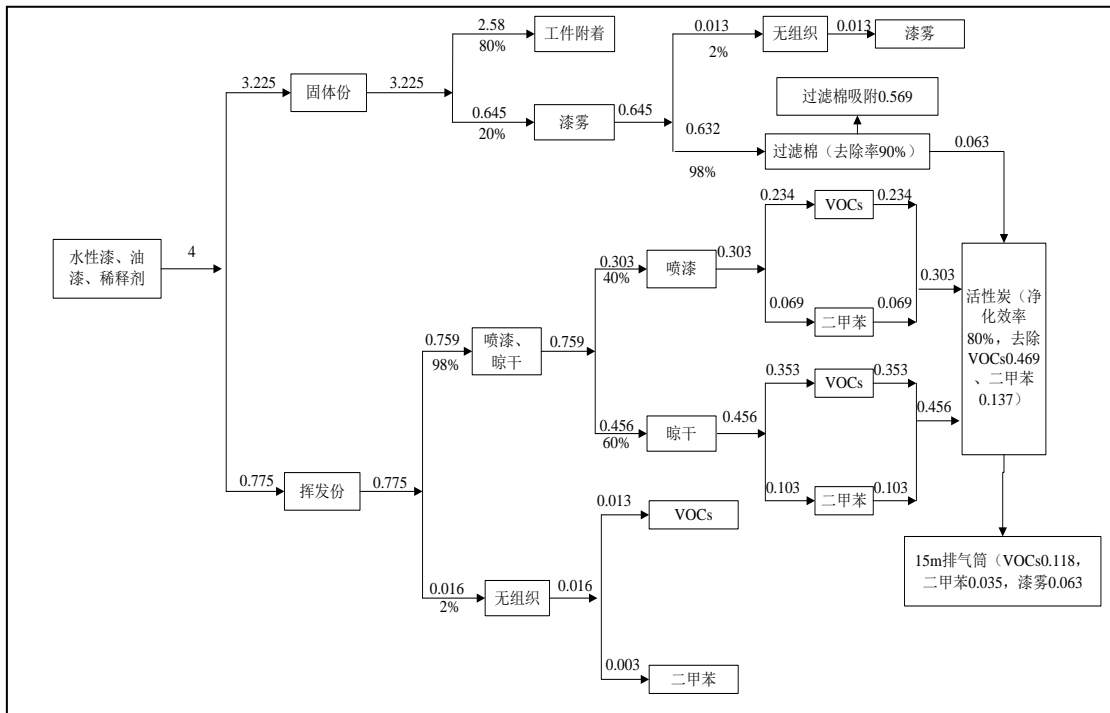 2.58
80%
工件附着
0.013
2%
无组织
0.013
漆雾
3.225
固体份
3.225
过滤棉吸附0.569
0.645
20%
漆雾
0.645
0.632
98%
过滤棉（去除率90%）
0.063
0.234
VOCs
0.234
水性漆、油
漆、稀释剂
4
0.303
40%
喷漆
0.303
0.303
0.069
二甲苯
0.069
活性炭（净
化效率
80%，去除
VOCs0.469
、二甲苯
0.137）
0.759
98%
喷漆、
晾干
0.759
0.353
VOCs
0.353
0.456
60%
晾干
0.456
0.456
0.775
挥发份
0.775
0.103
二甲苯
0.103
0.013
VOCs
15m排气筒（VOCs0.118，
二甲苯0.035，漆雾0.063
0.016
2%
无组织
0.016
0.003
二甲苯